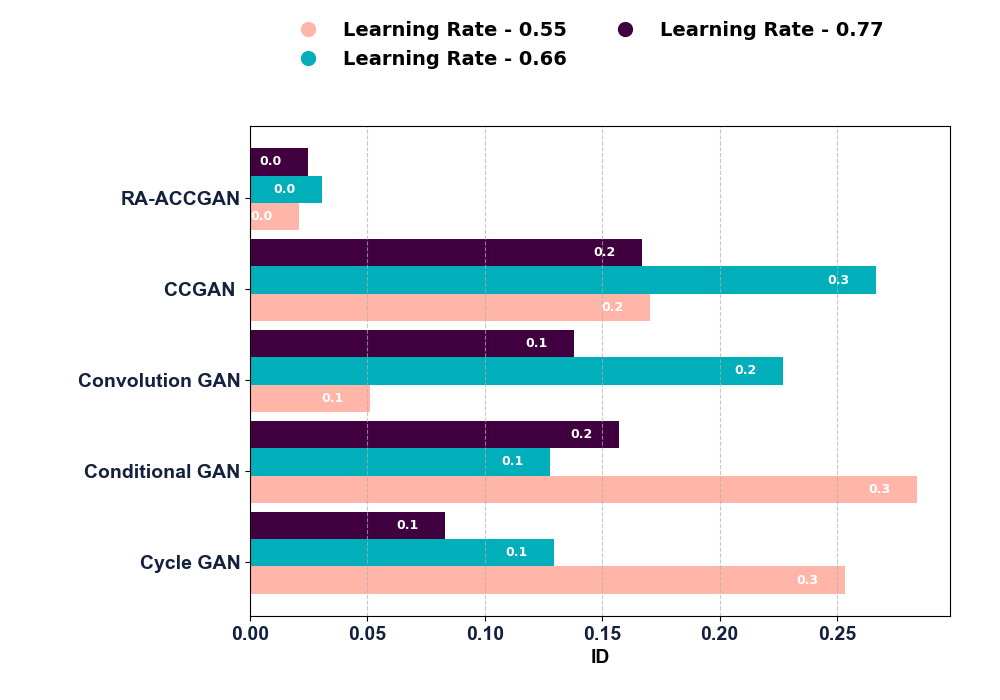 Learning Rate - 0.55
Learning Rate - 0.77
Learning Rate - 0.66
RA-ACCGAN
0.0
0.0
0.0
CCGAN
0.2
0.3
0.2
Convolution GAN
0.1
0.2
0.1
Conditional GAN
0.2
0.1
0.3
Cycle GAN
0.1
0.1
0.3
0.00 0.05 0.10 0.15 0.20 0.25
ID